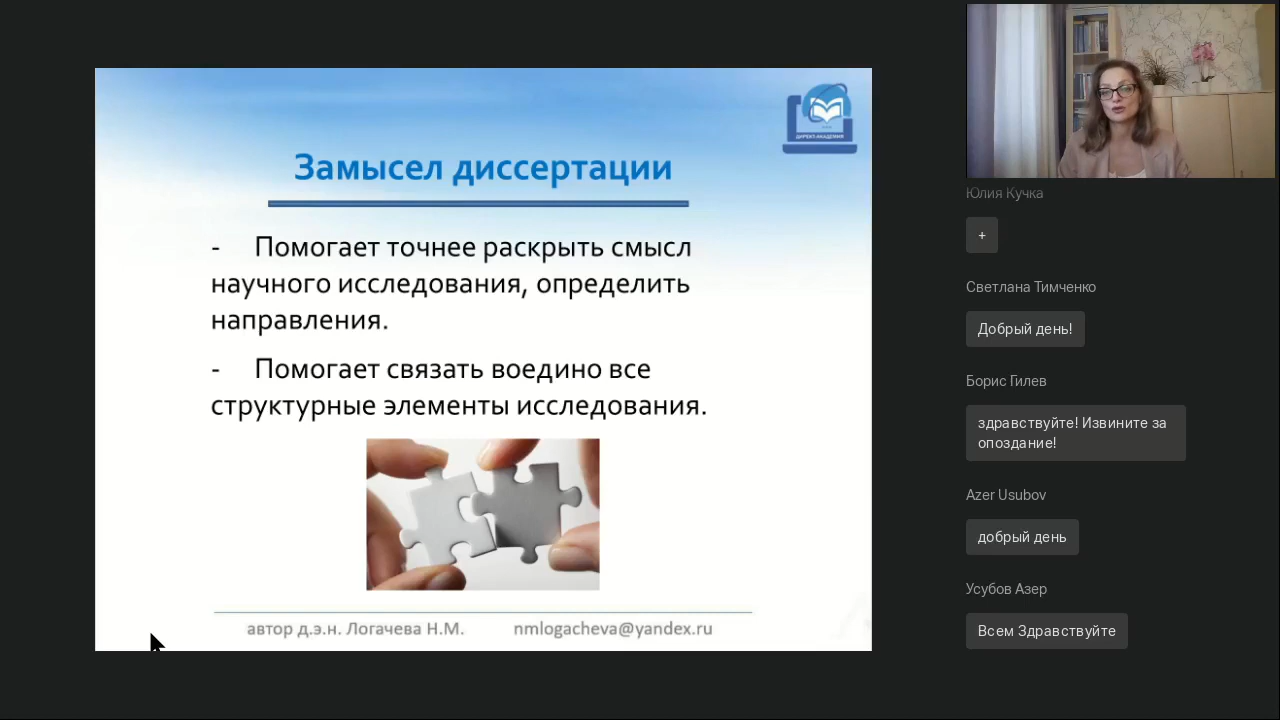 ДИРЕКТ-АКАДЕМИЯ
Замысел диссертации
- Помогает точнее раскрыть смысл
научного исследования, определить
направления.
- Помогает связать воедино все
структурные элементы исследования.
автор д.э.н. Логачева Н.М. nmlogacheva@yandex.ru
Юлия Кучка
+
Светлана Тимченко
Добрый день!
Борис Гилев
здравствуйте! Извините за
опоздание!
Azer Usubov
добрый день
Усубов Азер
Всем Здравствуйте